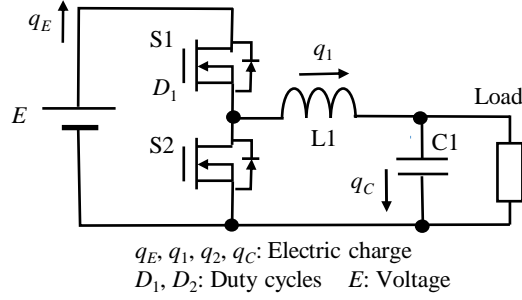 q_E
S1
D_1
q_1
E
S2
L1
C1
Load
q_C
q_E, q_1, q_2, q_C: Electric charge
D_1, D_2: Duty cycles E: Voltage